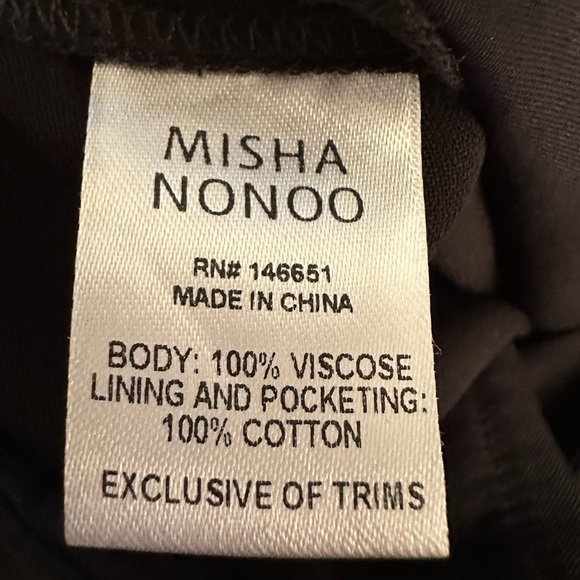 MISHA
NONOO
RN# 146651
MADE IN CHINA
BODY: 100% VISCOSE
LINING AND POCKETING:
100% COTTON
EXCLUSIVE OF TRIMS